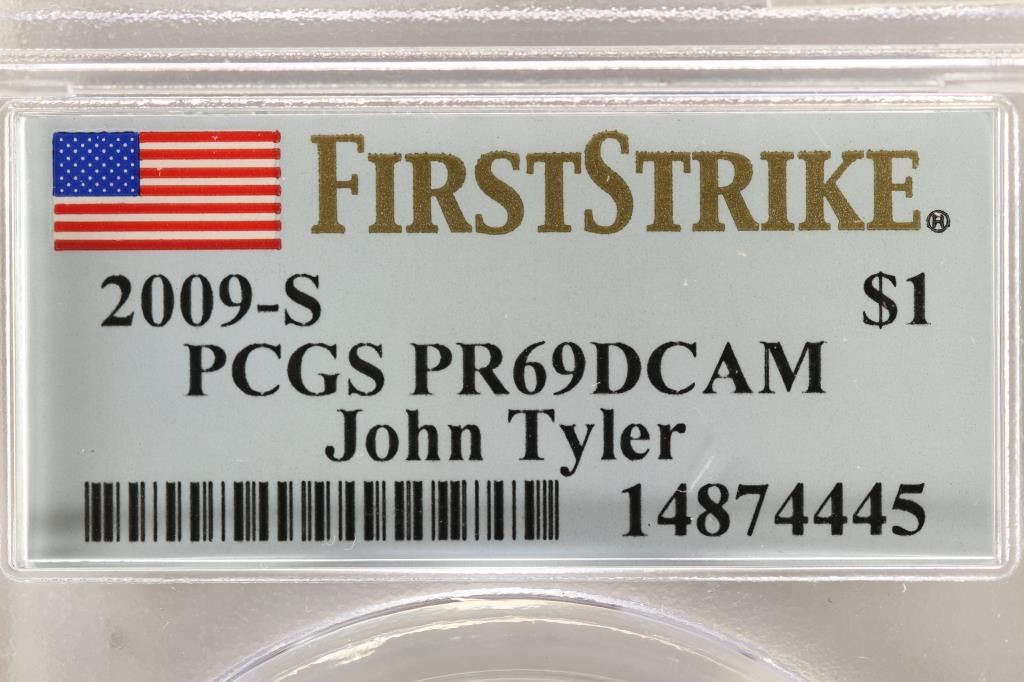 FIRSTSTRIKE®
2009-S $1
PCGS PR69DCAM
John Tyler
14874445